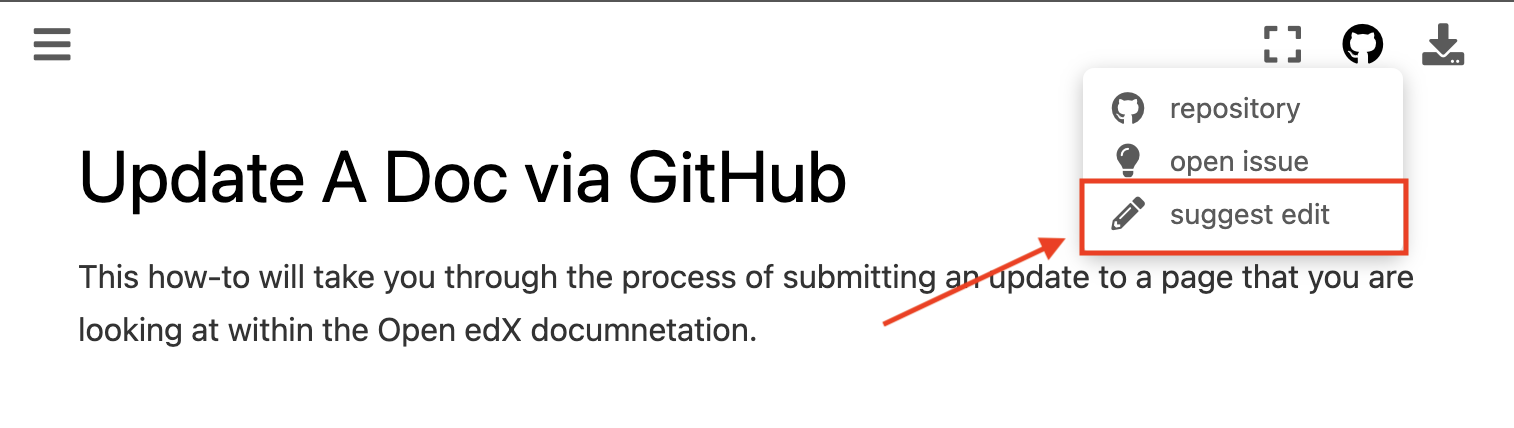 repository
open issue
suggest edit
Update A Doc via GitHub
This how-to will take you through the process of submitting an update to a page that you are
looking at within the Open edX documnetation.